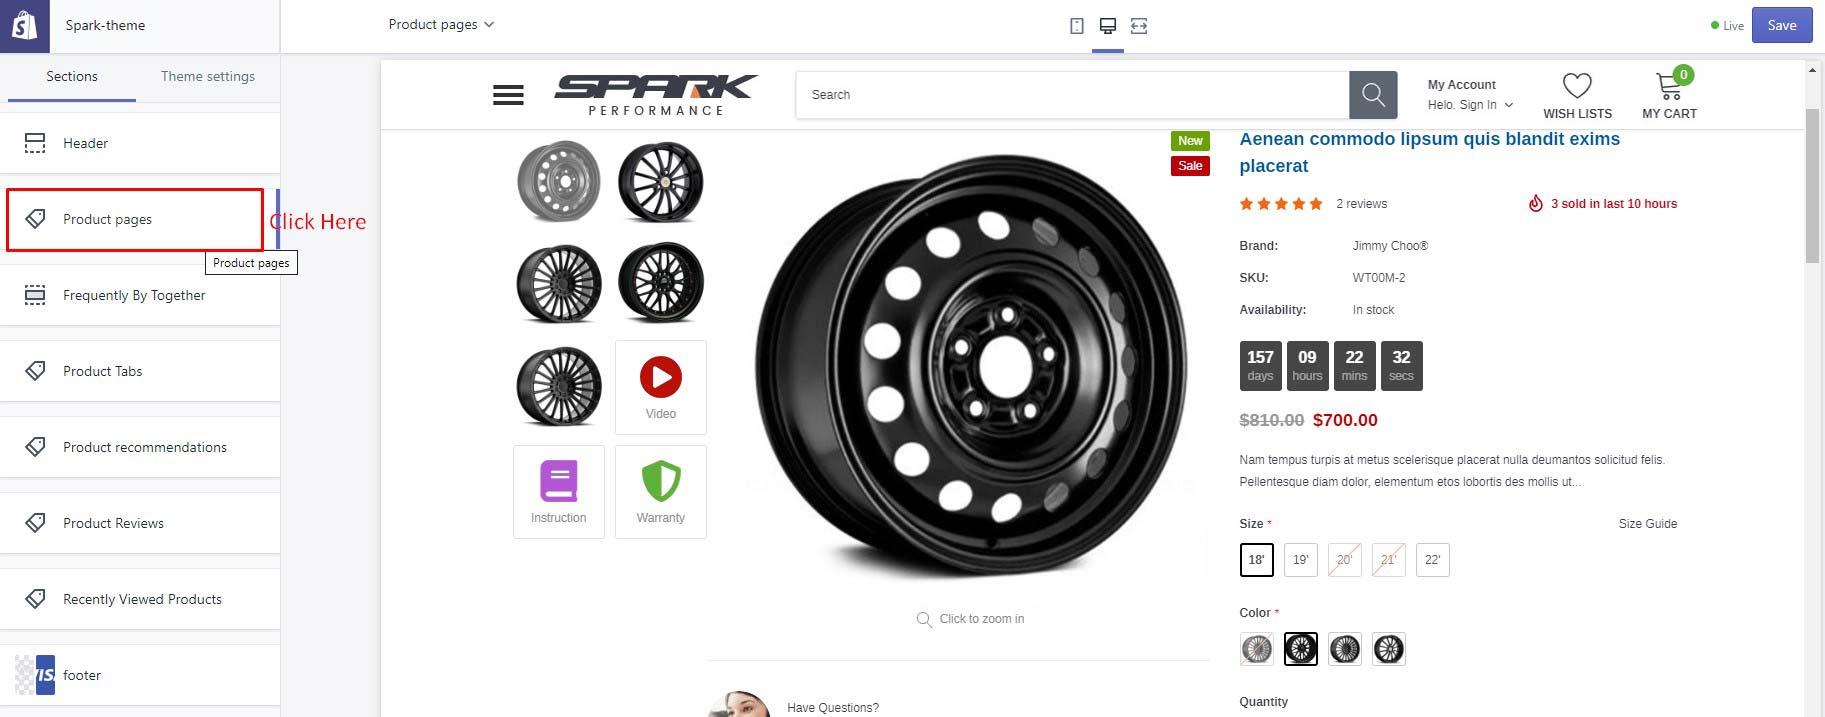 Spark-theme
Product pages
Live
Save
Sections
Theme settings
Header
Product pages
Click Here
Product pages
Frequently By Together
Product Tabs
Product recommendations
Product Reviews
Recently Viewed Products
VISA
footer
SPARK
PERFORMANCE
Search
My Account
Helo. Sign In
WISH LISTS
0
MY CART
New
Sale
Video
Instruction
Warranty
Click to zoom in
Have Questions?
Aenean commodo lipsum quis blandit exims
placerat
2 reviews
3 sold in last 10 hours
Brand: Jimmy Choo®
SKU: WT00M-2
Availability: In stock
157 09 22 32
days hours mins secs
$810.00 $700.00
Nam tempus turpis at metus scelerisque placerat nulla deumantos solicitud felis.
Pellentesque diam dolor, elementum etos lobortis des mollis ut...
Size * Size Guide
18' 19' 20' 21' 22'
Color *
Quantity